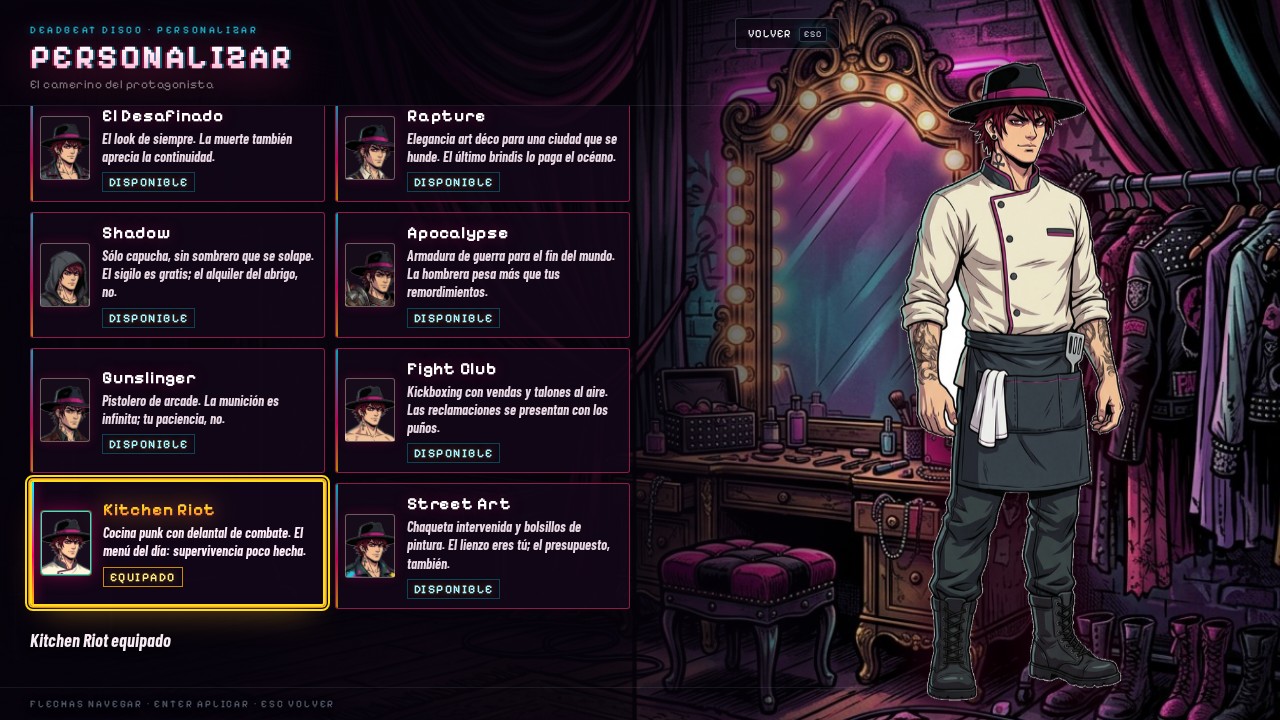 DEADBEAT DISCO · PERSONALIZAR
PERSONALIZAR
El camerino del protagonista
VOLVER ESC
El Desafinado
El look de siempre. La muerte también
aprecia la continuidad.
DISPONIBLE
Rapture
Elegancia art déco para una ciudad que se
hunde. El último brindis lo paga el océano.
DISPONIBLE
Shadow
Sólo capucha, sin sombrero que se solape.
El sigilo es gratis; el alquiler del abrigo,
no.
DISPONIBLE
Apocalypse
Armadura de guerra para el fin del mundo.
La hombrera pesa más que tus
remordimientos.
DISPONIBLE
Gunslinger
Pistolero de arcade. La munición es
infinita; tu paciencia, no.
DISPONIBLE
Fight Club
Kickboxing con vendas y talones al aire.
Las reclamaciones se presentan con los
puños.
DISPONIBLE
Kitchen Riot
Cocina punk con delantal de combate. El
menú del día: supervivencia poco hecha.
EQUIPADO
Street Art
Chaqueta intervenida y bolsillos de
pintura. El lienzo eres tú; el presupuesto,
también.
DISPONIBLE
Kitchen Riot equipado
FLECHAS NAVEGAR · ENTER APLICAR · ESC VOLVER